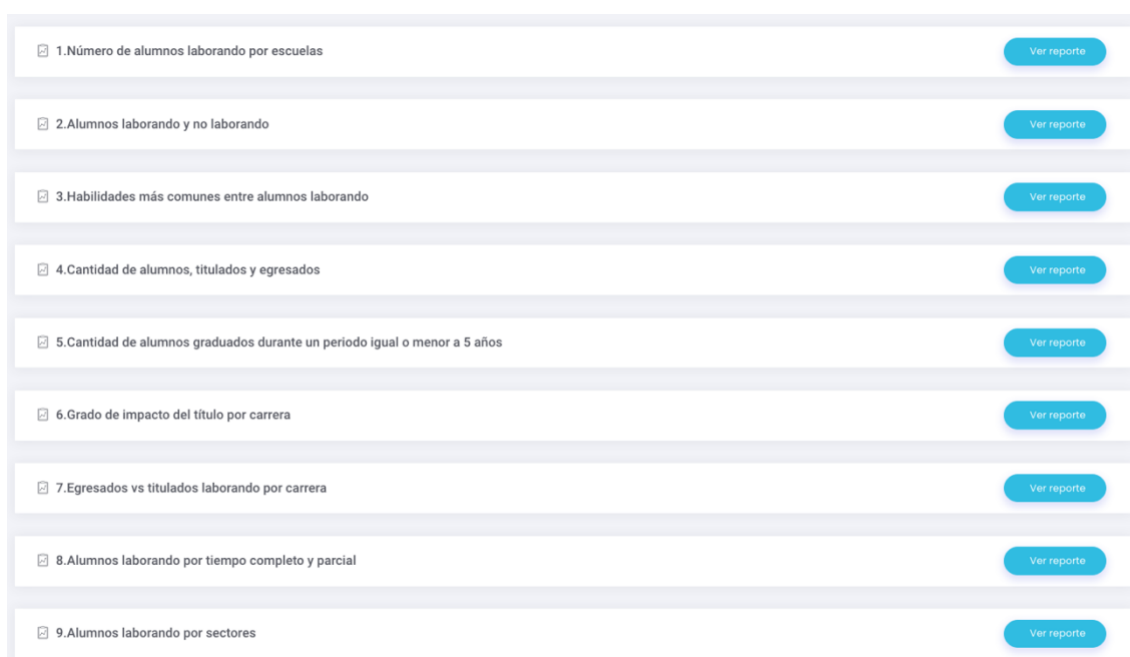 1.Número de alumnos laborando por escuelas
Ver reporte
2.Alumnos laborando y no laborando
Ver reporte
3.Habilidades más comunes entre alumnos laborando
Ver reporte
4.Cantidad de alumnos, titulados y egresados
Ver reporte
5.Cantidad de alumnos graduados durante un periodo igual o menor a 5 años
Ver reporte
6.Grado de impacto del título por carrera
Ver reporte
7.Egresados vs titulados laborando por carrera
Ver reporte
8.Alumnos laborando por tiempo completo y parcial
Ver reporte
9.Alumnos laborando por sectores
Ver reporte